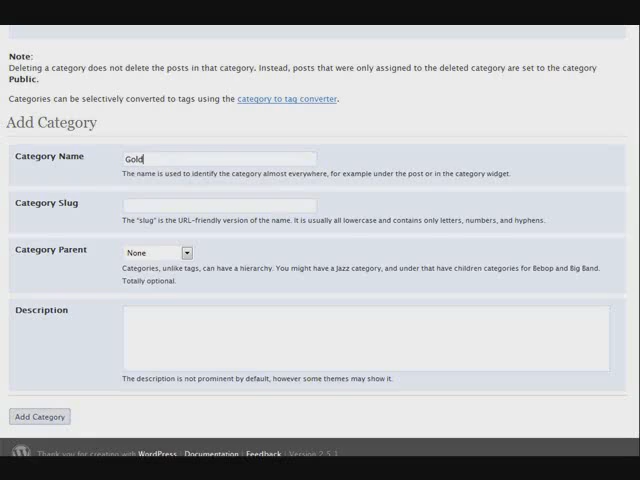 Note:
Deleting a category does not delete the posts in that category. Instead, posts that were only assigned to the deleted category are set to the category
Public.
Categories can be selectively converted to tags using the category to tag converter.
Add Category
Category Name
Gold
The name is used to identify the category almost everywhere, for example under the post or in the category widget.
Category Slug
The "slug" is the URL-friendly version of the name. It is usually all lowercase and contains only letters, numbers, and hyphens.
Category Parent
None
Categories, unlike tags, can have a hierarchy. You might have a Jazz category, and under that have children categories for Bebop and Big Band.
Totally optional.
Description
The description is not prominent by default, however some themes may show it.
Add Category
Thank you for creating with WordPress | Documentation | Feedback | Version 2.5.1